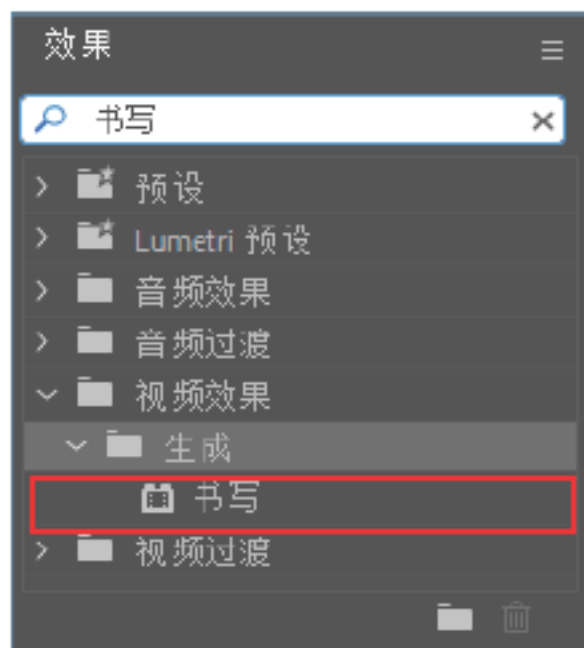 效果
书写
预设
Lumetri 预设
音频效果
音频过渡
视频效果
生成
书写
视频过渡